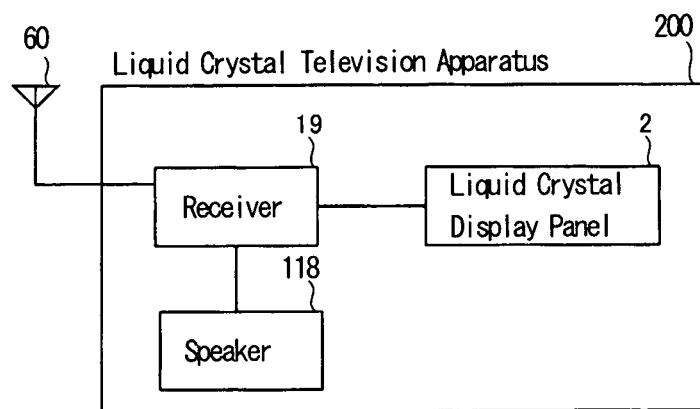 60
Liquid Crystal Television Apparatus
200
19
2
Receiver
Liquid Crystal
Display Panel
118
Speaker